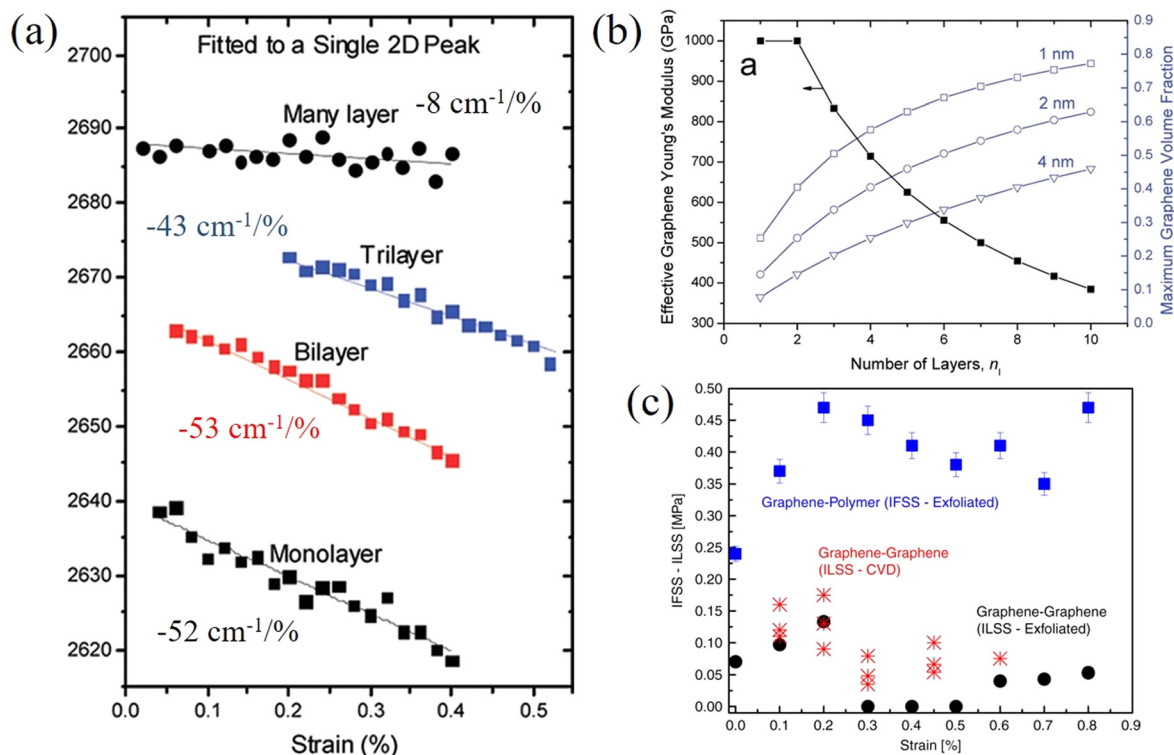 (a)
Fitted to a Single 2D Peak
2700
2690
2680
2670
2660
2650
2640
2630
2620
Many layer
-8 cm⁻¹/%
-43 cm⁻¹/%
Trilayer
Bilayer
-53 cm⁻¹/%
Monolayer
-52 cm⁻¹/%
0.0 0.1 0.2 0.3 0.4 0.5
Strain (%)
(b)
a
Effective Graphene Young's Modulus (GPa)
1000
900
800
700
600
500
400
300
1 nm
2 nm
4 nm
0.9
0.8
0.7
0.6
0.5
0.4
0.3
0.2
0.1
0.0
Maximum Graphene Volume Fraction
0 2 4 6 8 10
Number of Layers, nₗ
(c)
IFSS - ILSS [MPa]
0.50
0.45
0.40
0.35
0.30
0.25
0.20
0.15
0.10
0.05
0.00
Graphene-Polymer (IFSS - Exfoliated)
Graphene-Graphene
(ILSS - CVD)
Graphene-Graphene
(ILSS - Exfoliated)
0.0 0.1 0.2 0.3 0.4 0.5 0.6 0.7 0.8 0.9
Strain [%]